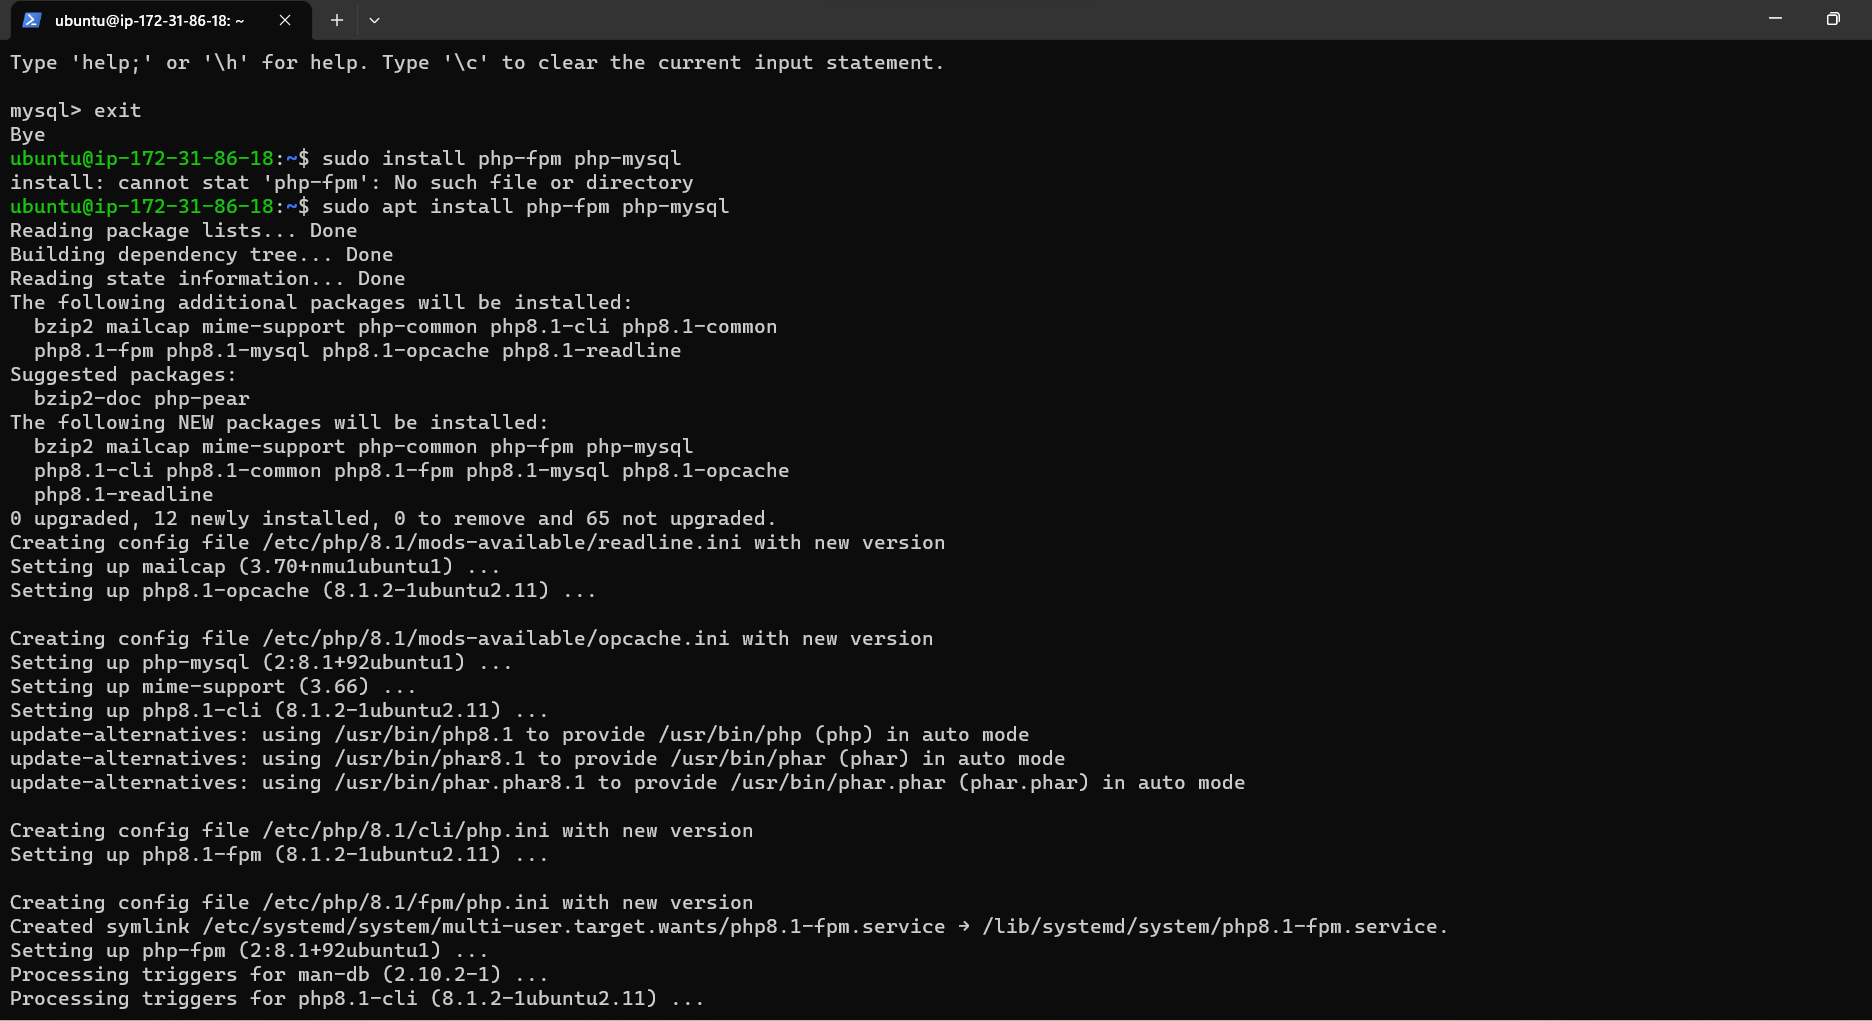 ubuntu@ip-172-31-86-18: ~
Type 'help;' or '\h' for help. Type '\c' to clear the current input statement.
mysql> exit
Bye
ubuntu@ip-172-31-86-18:~$ sudo install php-fpm php-mysql
install: cannot stat 'php-fpm': No such file or directory
ubuntu@ip-172-31-86-18:~$ sudo apt install php-fpm php-mysql
Reading package lists... Done
Building dependency tree... Done
Reading state information... Done
The following additional packages will be installed:
  bzip2 mailcap mime-support php-common php8.1-cli php8.1-common
  php8.1-fpm php8.1-mysql php8.1-opcache php8.1-readline
Suggested packages:
  bzip2-doc php-pear
The following NEW packages will be installed:
  bzip2 mailcap mime-support php-common php-fpm php-mysql
  php8.1-cli php8.1-common php8.1-fpm php8.1-mysql php8.1-opcache
  php8.1-readline
0 upgraded, 12 newly installed, 0 to remove and 65 not upgraded.
Creating config file /etc/php/8.1/mods-available/readline.ini with new version
Setting up mailcap (3.70+nmu1ubuntu1) ...
Setting up php8.1-opcache (8.1.2-1ubuntu2.11) ...
Creating config file /etc/php/8.1/mods-available/opcache.ini with new version
Setting up php-mysql (2:8.1+92ubuntu1) ...
Setting up mime-support (3.66) ...
Setting up php8.1-cli (8.1.2-1ubuntu2.11) ...
update-alternatives: using /usr/bin/php8.1 to provide /usr/bin/php (php) in auto mode
update-alternatives: using /usr/bin/phar8.1 to provide /usr/bin/phar (phar) in auto mode
update-alternatives: using /usr/bin/phar.phar8.1 to provide /usr/bin/phar.phar (phar.phar) in auto mode
Creating config file /etc/php/8.1/cli/php.ini with new version
Setting up php8.1-fpm (8.1.2-1ubuntu2.11) ...
Creating config file /etc/php/8.1/fpm/php.ini with new version
Created symlink /etc/systemd/system/multi-user.target.wants/php8.1-fpm.service → /lib/systemd/system/php8.1-fpm.service.
Setting up php-fpm (2:8.1+92ubuntu1) ...
Processing triggers for man-db (2.10.2-1) ...
Processing triggers for php8.1-cli (8.1.2-1ubuntu2.11) ...